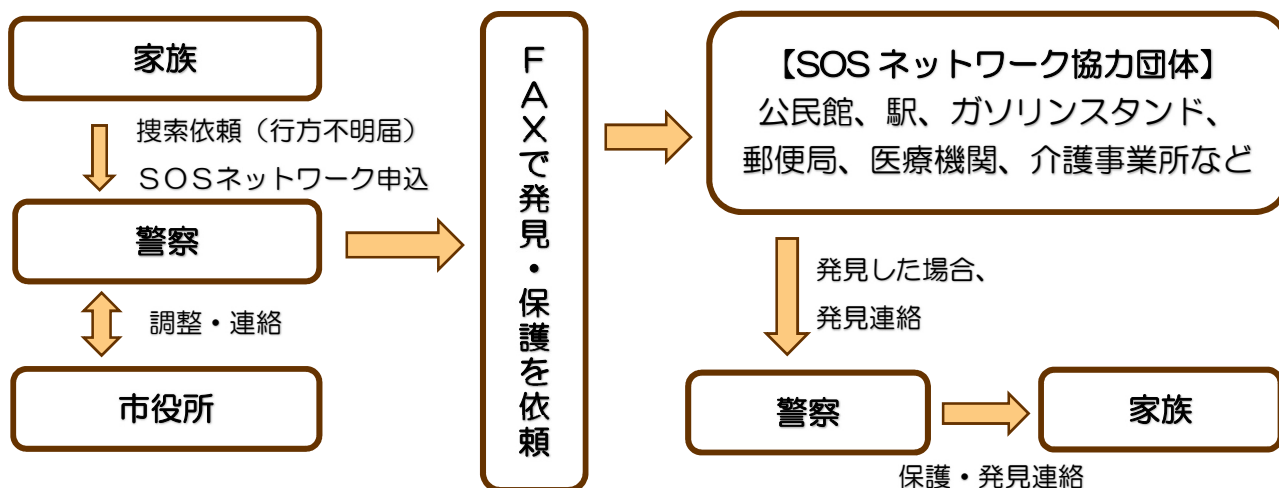 家族
捜索依頼（行方不明届）
ＳＯＳネットワーク申込
警察
調整・連絡
市役所
ＦＡＸで発見・保護を依頼
【SOS ネットワーク協力団体】
公民館、駅、ガソリンスタンド、
郵便局、医療機関、介護事業所など
発見した場合、
発見連絡
警察
家族
保護・発見連絡